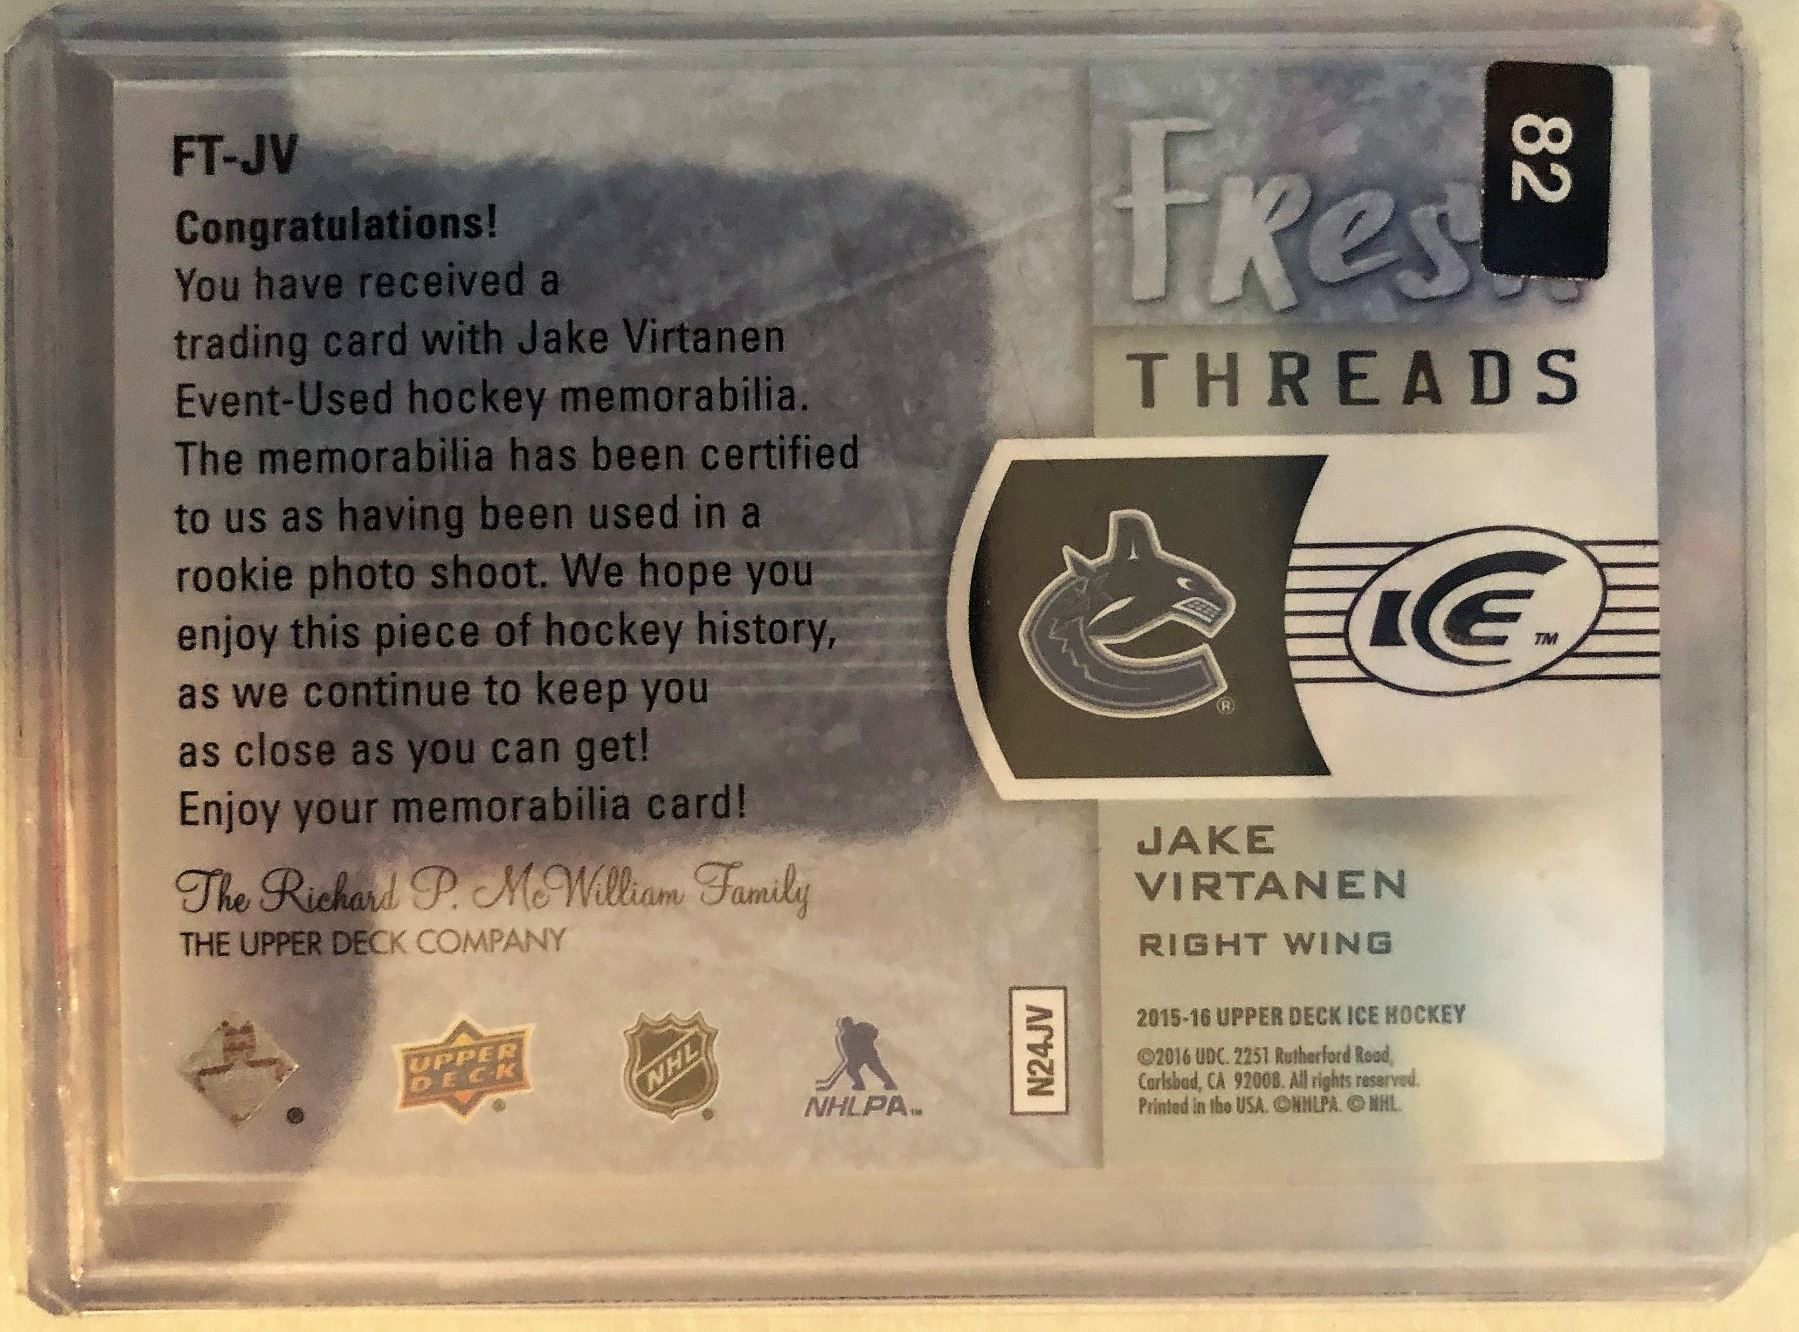 FT-JV
Congratulations!
You have received a
trading card with Jake Virtanen
Event-Used hockey memorabilia.
The memorabilia has been certified
to us as having been used in a
rookie photo shoot. We hope you
enjoy this piece of hockey history,
as we continue to keep you
as close as you can get!
Enjoy your memorabilia card!
The Richard P. McWilliam Family
THE UPPER DECK COMPANY
UPPER
DECK
NHL
NHLPA™
N24JV
82
THREADS
®
ICE™
JAKE
VIRTANEN
RIGHT WING
2015-16 UPPER DECK ICE HOCKEY
©2016 UDC. 2251 Rutherford Road,
Carlsbad, CA 92008. All rights reserved.
Printed in the USA. ©NHLPA. © NHL.